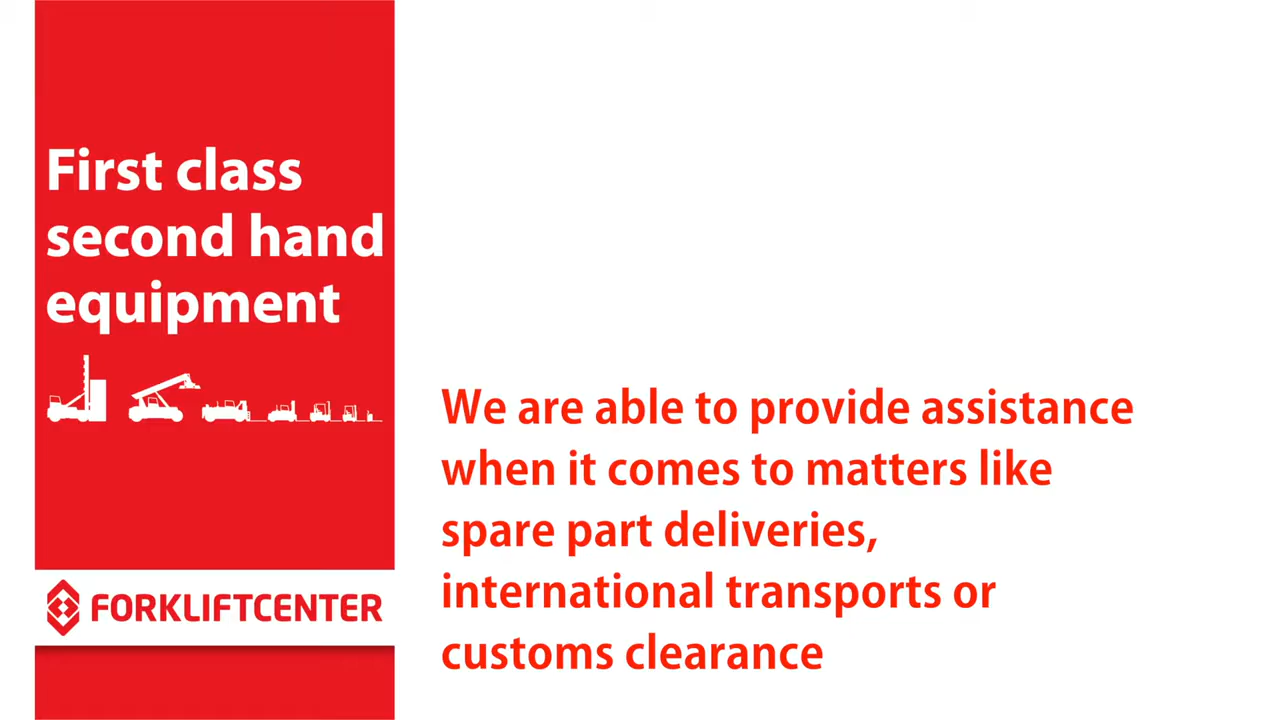 First class
second hand
equipment
FORKLIFTCENTER
We are able to provide assistance
when it comes to matters like
spare part deliveries,
international transports or
customs clearance